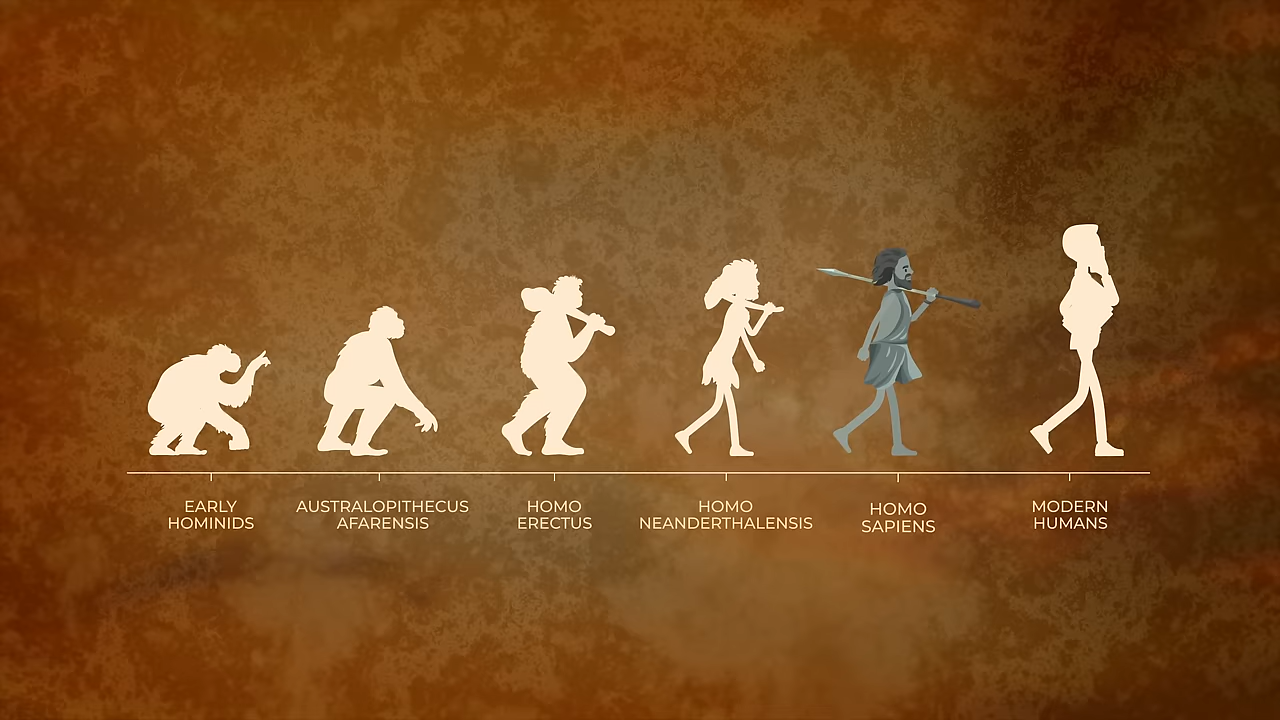 EARLY
HOMINIDS
AUSTRALOPITHECUS
AFARENSIS
HOMO
ERECTUS
HOMO
NEANDERTHALENSIS
HOMO
SAPIENS
MODERN
HUMANS